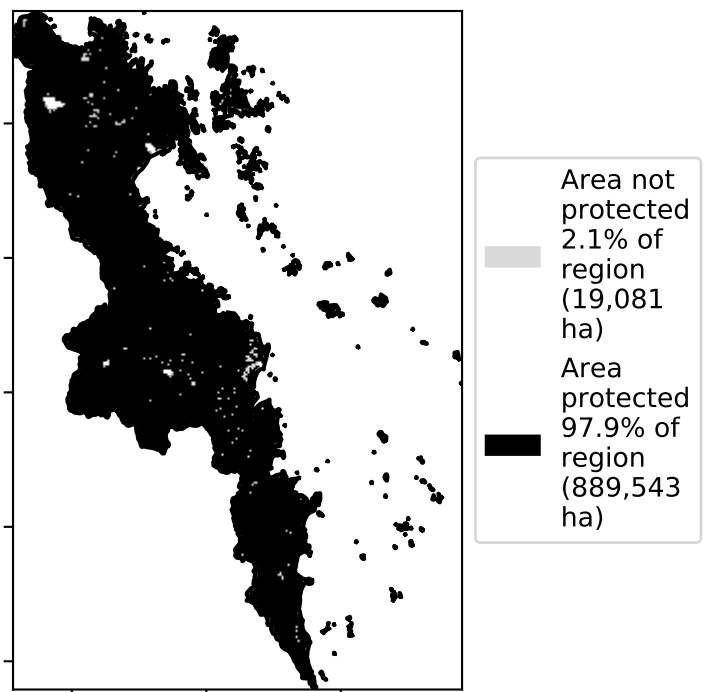 Area not
protected
2.1% of
region
(19,081
ha)
Area
protected
97.9% of
region
(889,543
ha)